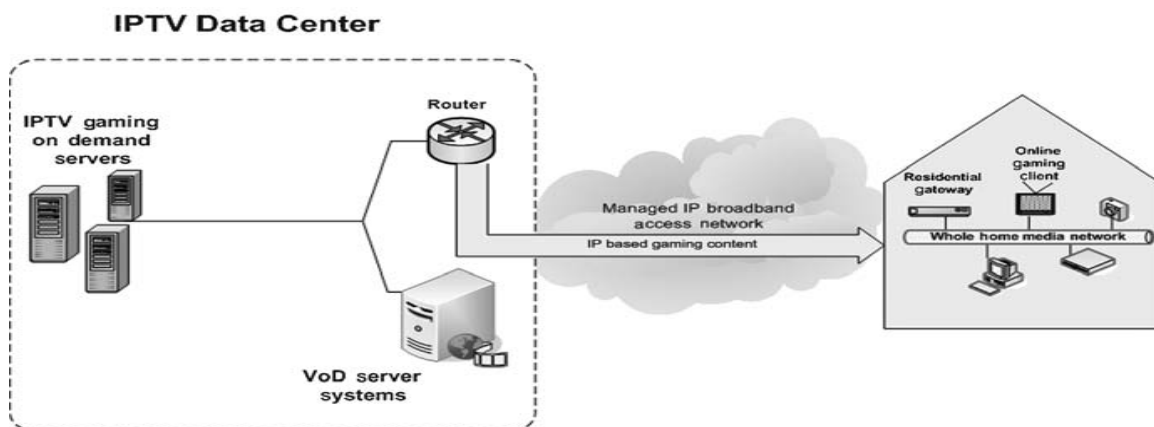 IPTV Data Center
IPTV gaming
on demand
servers
Router
VoD server
systems
Managed IP broadband
access network
IP based gaming content
Residential
gateway
Online
gaming
client
Whole home media network